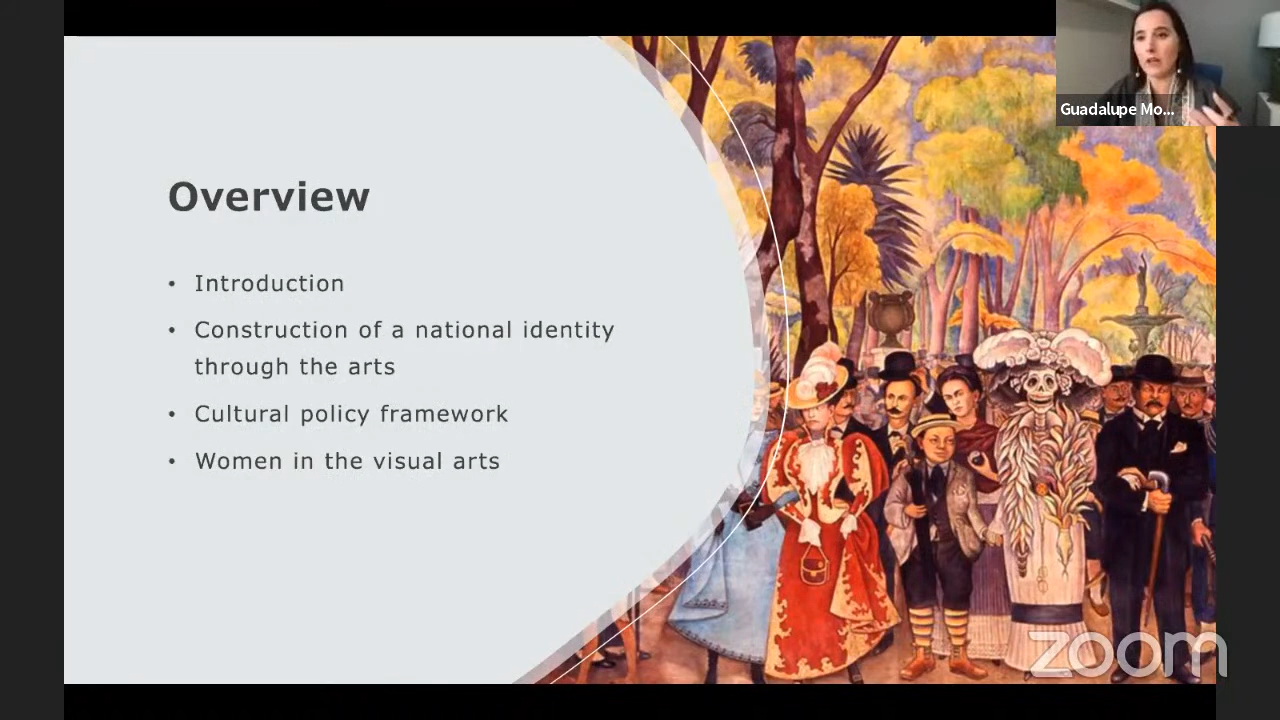 Guadalupe Mo...
Overview
• Introduction
• Construction of a national identity
through the arts
• Cultural policy framework
• Women in the visual arts
zoom